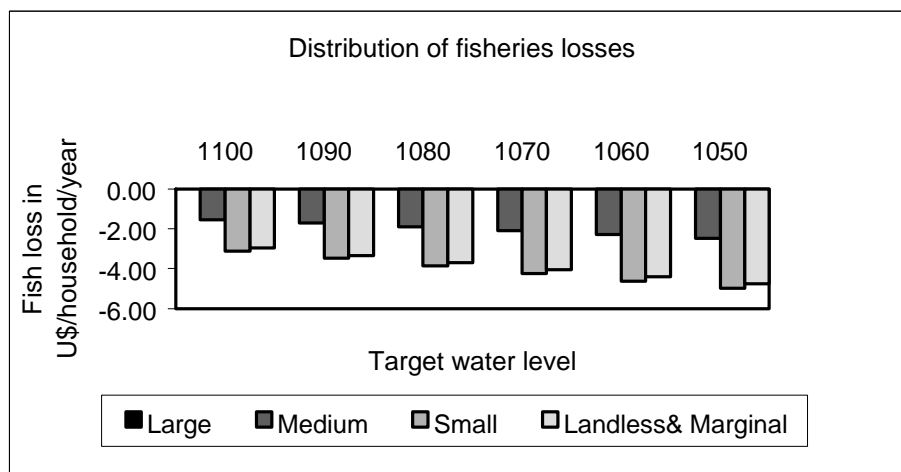 Distribution of fisheries losses
1100 1090 1080 1070 1060 1050
0.00
-2.00
-4.00
-6.00
Fish loss in
U$/household/year
Target water level
Large Medium Small Landless& Marginal